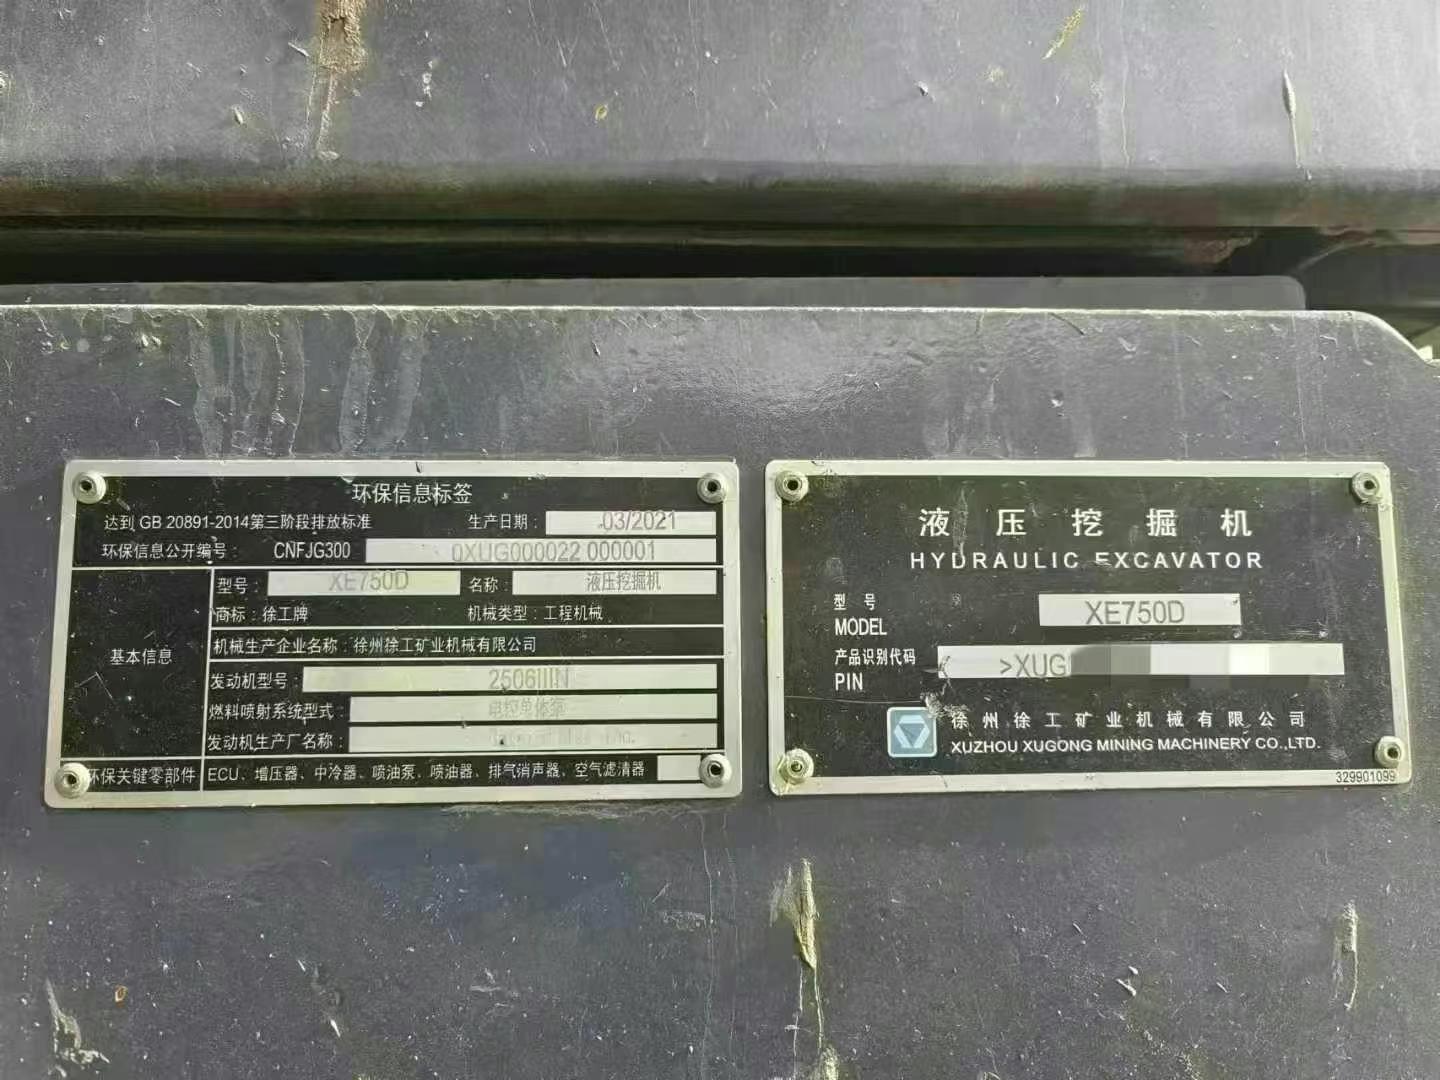 环保信息标签
达到 GB 20891-2014第三阶段排放标准 生产日期: 03/2021
环保信息公开编号: CNFJG300 0XUG000022 000001
基本信息
型号: XE750D 名称: 液压挖掘机
商标: 徐工牌 机械类型: 工程机械
机械生产企业名称: 徐州徐工矿业机械有限公司
发动机型号: 2506IIIN
燃料喷射系统型式: 电控单体泵
发动机生产厂名称:
环保关键零部件 ECU、增压器、中冷器、喷油泵、喷油器、排气消声器、空气滤清器
液压挖掘机
HYDRAULIC EXCAVATOR
型号
MODEL XE750D
产品识别代码
PIN >XUG
徐州徐工矿业机械有限公司
XUZHOU XUGONG MINING MACHINERY CO.,LTD.
329901099